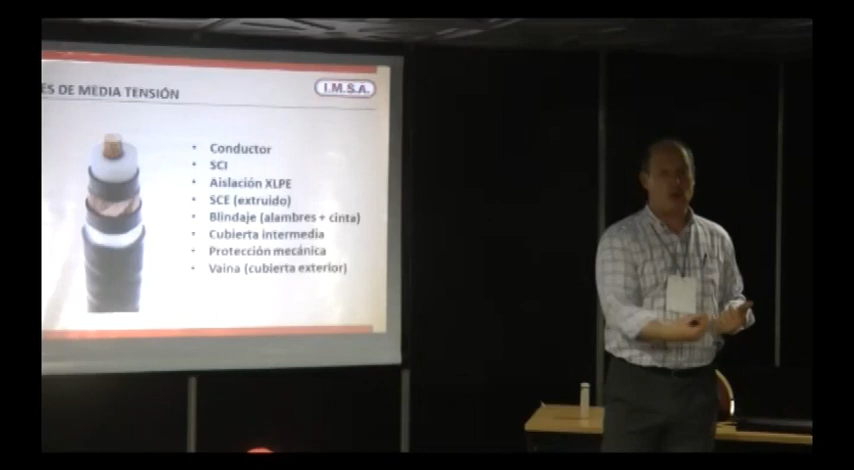 ES DE MEDIA TENSIÓN
I.M.S.A.
• Conductor
• SCI
• Aislación XLPE
• SCE (extruido)
• Blindaje (alambres + cinta)
• Cubierta intermedia
• Protección mecánica
• Vaina (cubierta exterior)